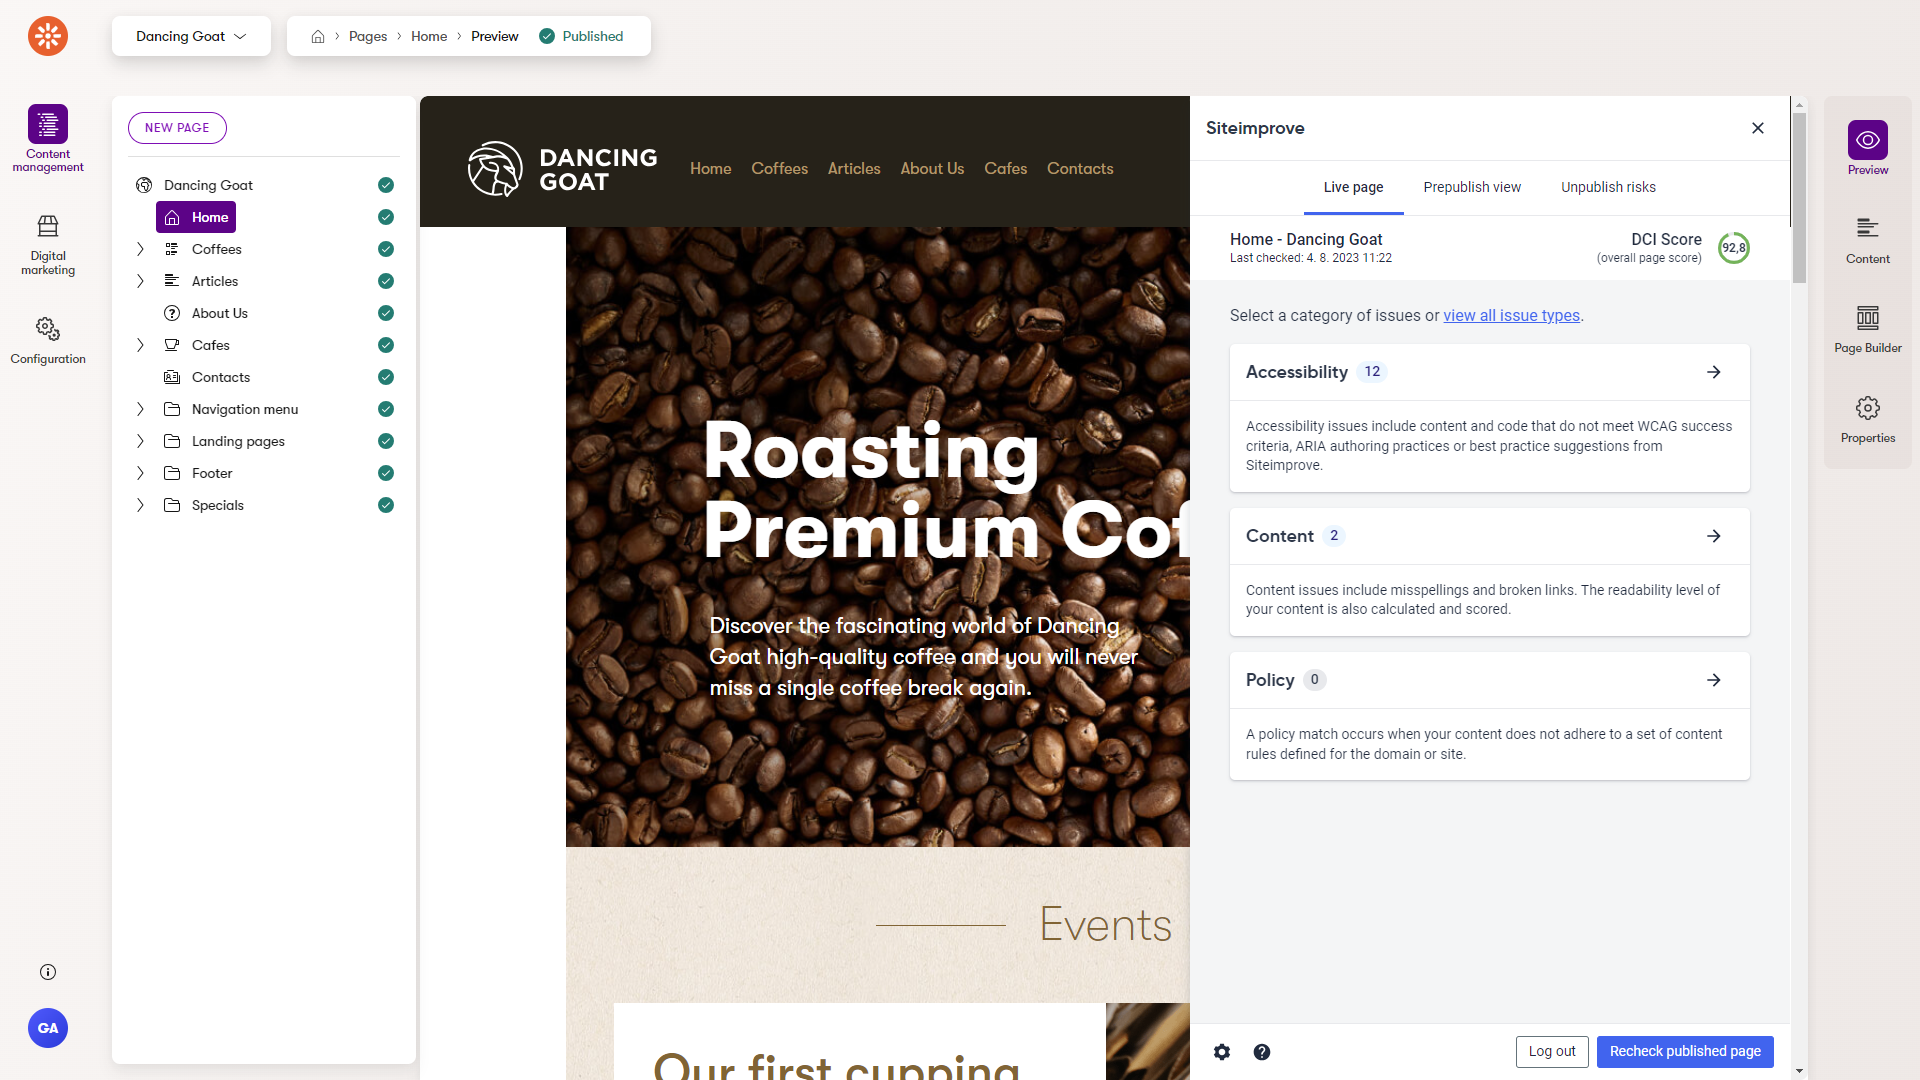 Dancing Goat
Pages
Home
Preview
Published
Content
management
Digital
marketing
Configuration
GA
NEW PAGE
Dancing Goat
Home
Coffees
Articles
About Us
Cafes
Contacts
Navigation menu
Landing pages
Footer
Specials
DANCING
GOAT
Home
Coffees
Articles
About Us
Cafes
Contacts
Roasting
Premium Cof
Discover the fascinating world of Dancing
Goat high-quality coffee and you will never
miss a single coffee break again.
Events
Our first cupping
Siteimprove
Live page
Prepublish view
Unpublish risks
Home - Dancing Goat
Last checked: 4. 8. 2023 11:22
DCI Score
(overall page score)
92,8
Select a category of issues or view all issue types.
Accessibility 12
Accessibility issues include content and code that do not meet WCAG success
criteria, ARIA authoring practices or best practice suggestions from
Siteimprove.
Content 2
Content issues include misspellings and broken links. The readability level of
your content is also calculated and scored.
Policy 0
A policy match occurs when your content does not adhere to a set of content
rules defined for the domain or site.
Log out
Recheck published page
Preview
Content
Page Builder
Properties